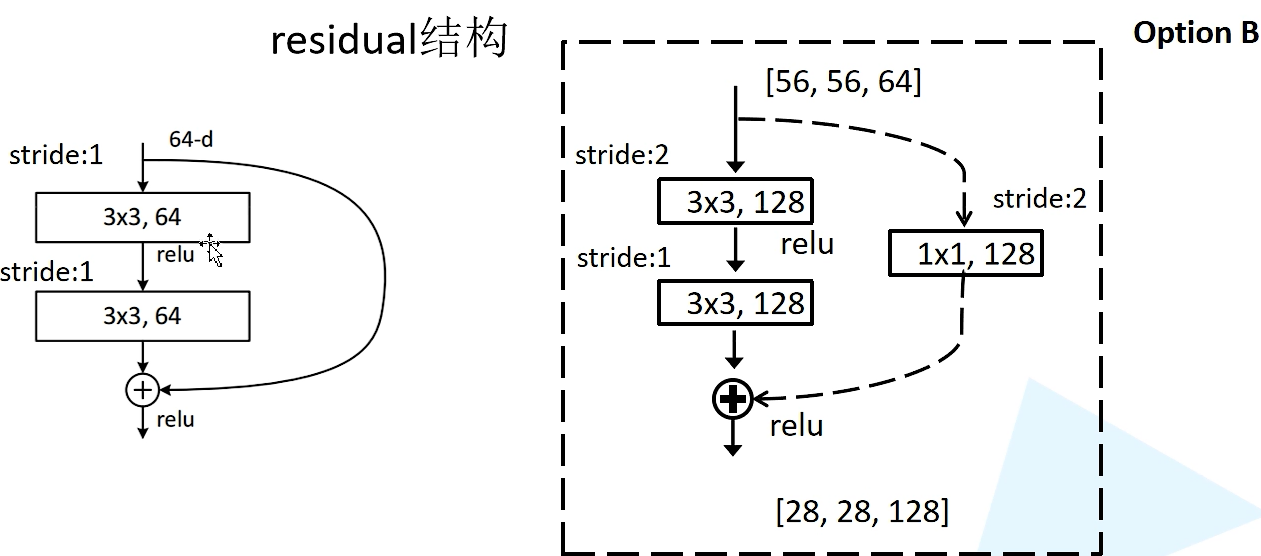 residual结构
Option B
64-d
stride:1
3x3, 64
relu
stride:1
3x3, 64
relu
[56, 56, 64]
stride:2
3x3, 128
relu
stride:1
3x3, 128
stride:2
1x1, 128
relu
[28, 28, 128]